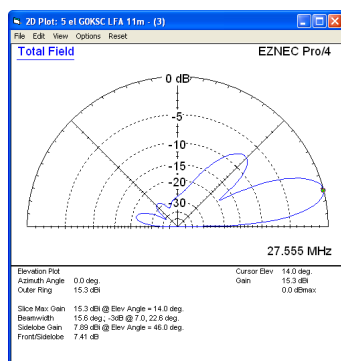 2D Plot: 5 el G0KSC LFA 11m - (3)
File Edit View Options Reset
Total Field
EZNEC Pro/4
0 dB
-5
-10
-15
-20
-30
27.555 MHz
Elevation Plot
Azimuth Angle 0.0 deg.
Outer Ring 15.3 dBi
Cursor Elev 14.0 deg.
Gain 15.3 dBi
0.0 dBmax
Slice Max Gain 15.3 dBi @ Elev Angle = 14.0 deg.
Beamwidth 15.6 deg.; -3dB @ 7.0, 22.6 deg.
Sidelobe Gain 7.89 dBi @ Elev Angle = 46.0 deg.
Front/Sidelobe 7.41 dB